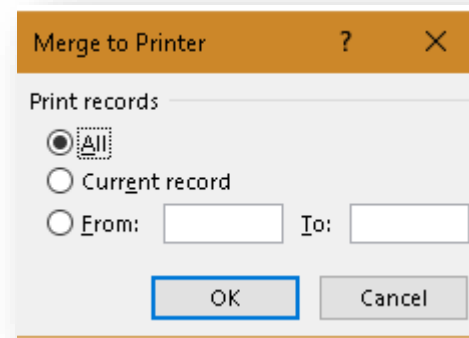 Merge to Printer ?
Print records
All
Current record
From: To:
OK Cancel